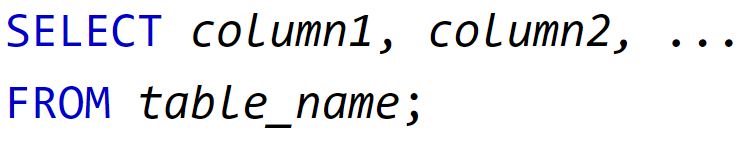 SELECT column1, column2, ...
FROM table_name;